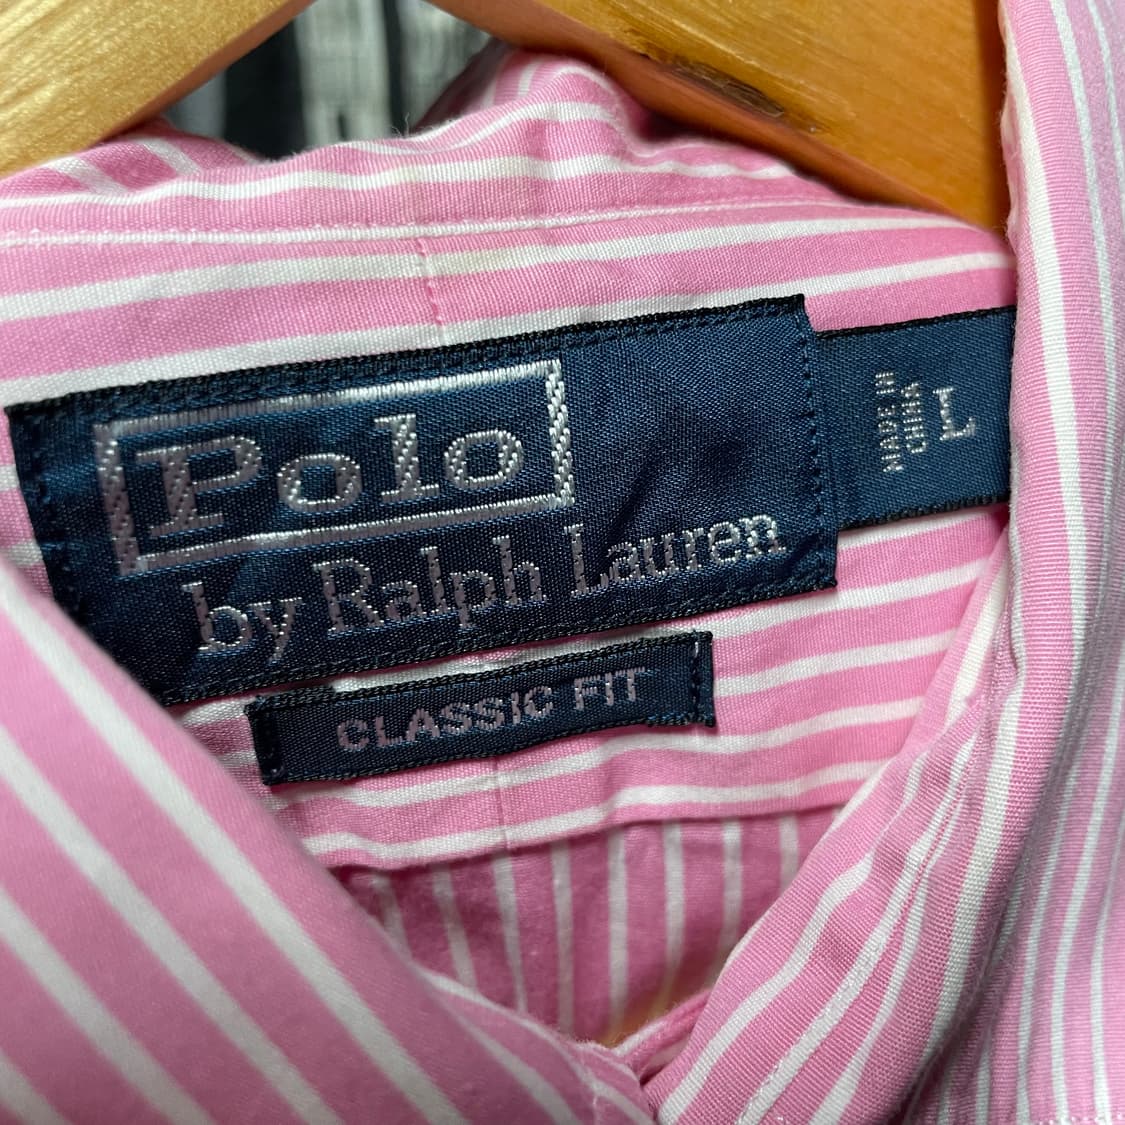 Polo
by Ralph Lauren
CLASSIC FIT
MADE IN
CHINA
L